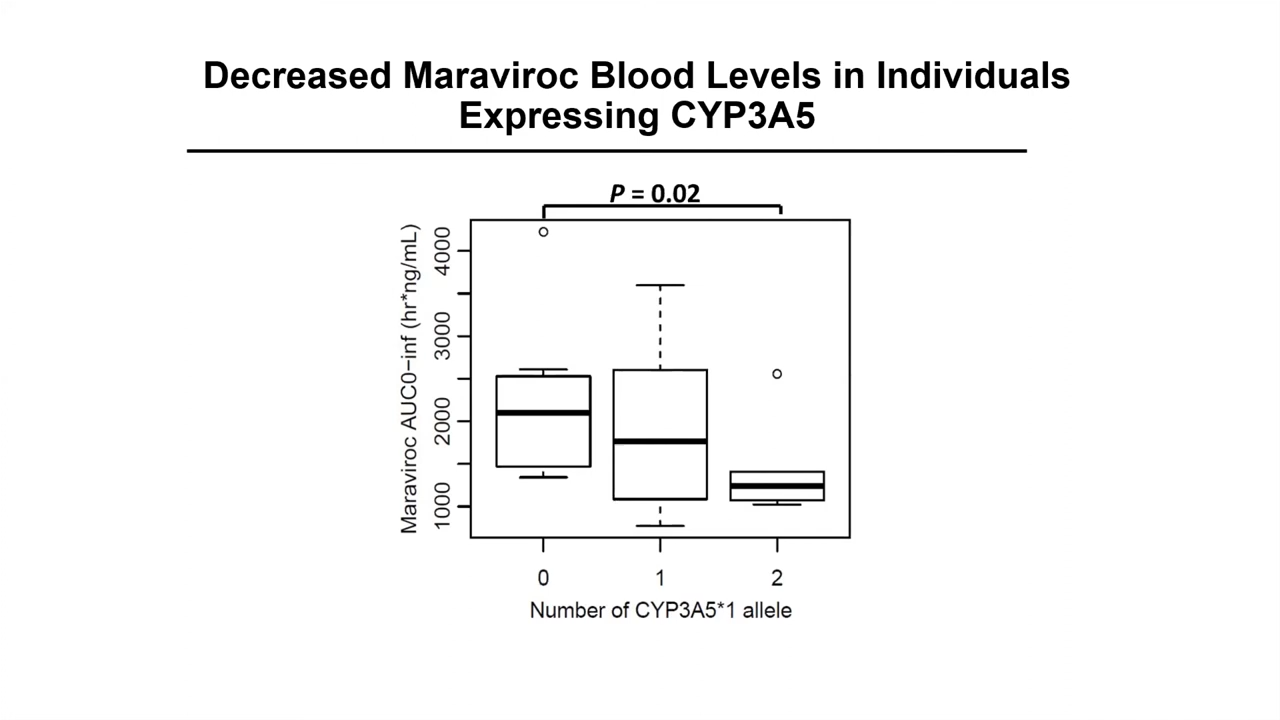 Decreased Maraviroc Blood Levels in Individuals
Expressing CYP3A5
P = 0.02
Maraviroc AUC0−inf (hr*ng/mL)
4000
3000
2000
1000
0 1 2
Number of CYP3A5*1 allele